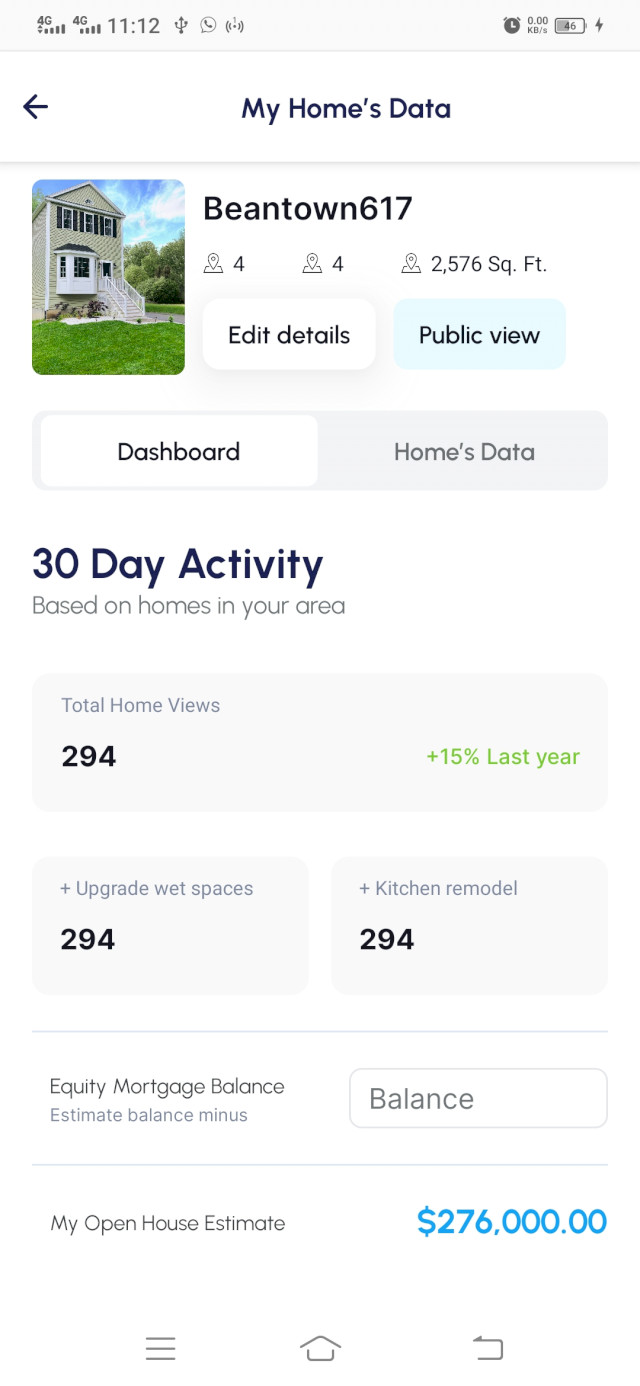 4G 4G 11:12 0.00 KB/s 46
My Home’s Data
Beantown617
4 4 2,576 Sq. Ft.
Edit details Public view
Dashboard Home’s Data
30 Day Activity
Based on homes in your area
Total Home Views
294 +15% Last year
+ Upgrade wet spaces + Kitchen remodel
294 294
Equity Mortgage Balance Balance
Estimate balance minus
My Open House Estimate $276,000.00